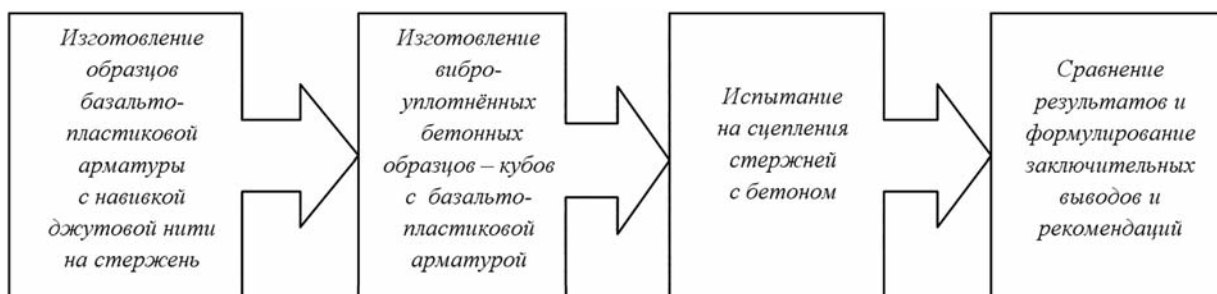 Изготовление
образцов
базальто-
пластиковой
арматуры
с навивкой
джутовой нити
на стержень
Изготовление
вибро-
уплотнённых
бетонных
образцов – кубов
с базальто-
пластиковой
арматурой
Испытание
на сцепления
стержней
с бетоном
Сравнение
результатов и
формулирование
заключительных
выводов и
рекомендаций